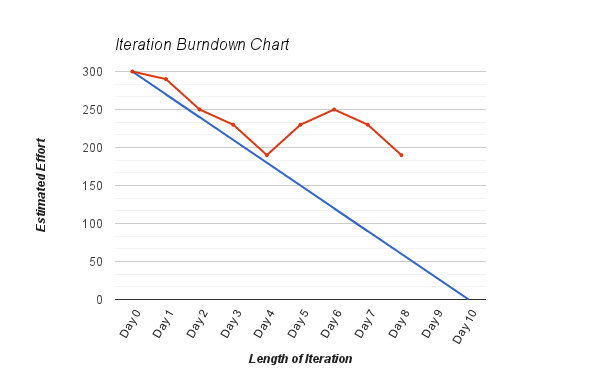 Iteration Burndown Chart
300
250
200
150
100
50
0
Estimated Effort
Day 0
Day 1
Day 2
Day 3
Day 4
Day 5
Day 6
Day 7
Day 8
Day 9
Day 10
Length of Iteration